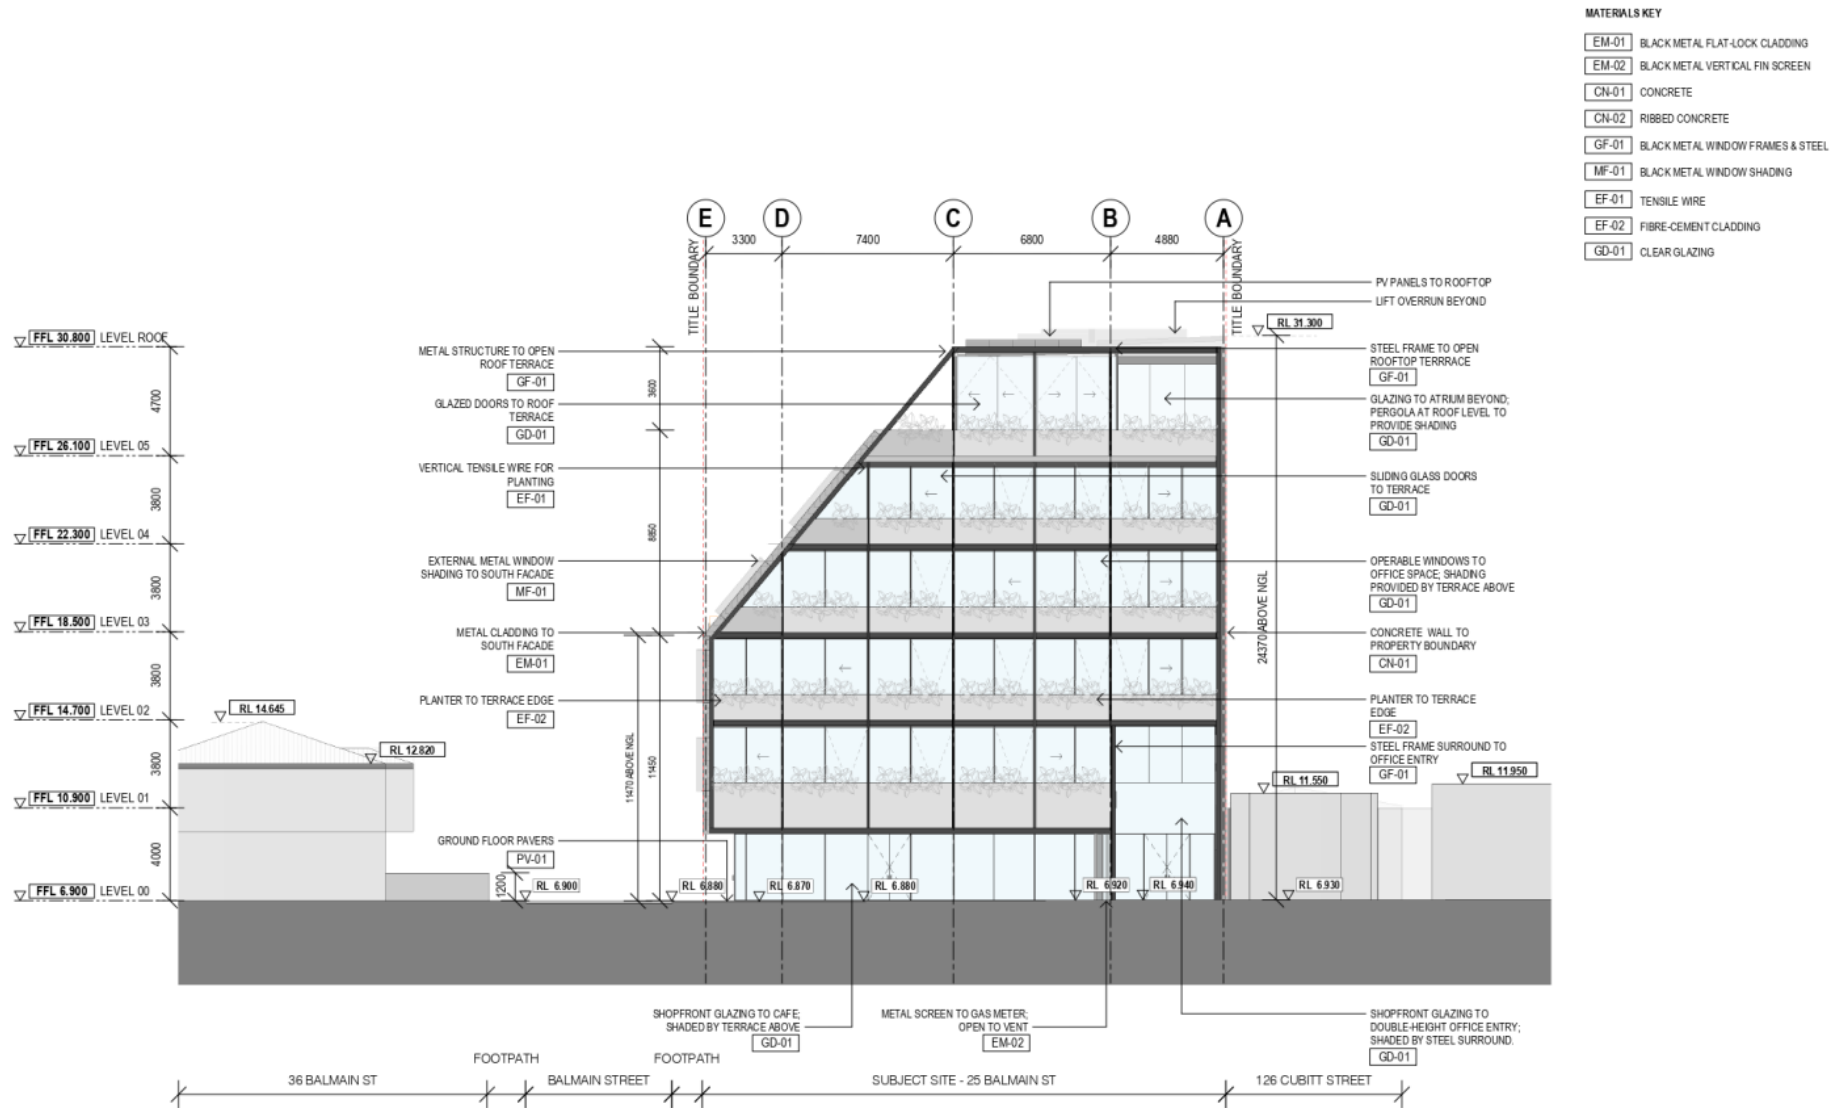 MATERIALS KEY
EM-01 BLACK METAL FLAT-LOCK CLADDING
EM-02 BLACK METAL VERTICAL FIN SCREEN
CN-01 CONCRETE
CN-02 RIBBED CONCRETE
GF-01 BLACK METAL WINDOW FRAMES & STEEL
MF-01 BLACK METAL WINDOW SHADING
EF-01 TENSILE WIRE
EF-02 FIBRE-CEMENT CLADDING
GD-01 CLEAR GLAZING
E D C B A
3300 7400 6800 4880
TITLE BOUNDARY
TITLE BOUNDARY
FFL 30.800 LEVEL ROOF
4700
FFL 26.100 LEVEL 05
3800
FFL 22.300 LEVEL 04
3800
FFL 18.500 LEVEL 03
3800
FFL 14.700 LEVEL 02
3800
FFL 10.900 LEVEL 01
4000
FFL 6.900 LEVEL 00
RL 14.645
RL 12.820
METAL STRUCTURE TO OPEN
ROOF TERRACE
GF-01
GLAZED DOORS TO ROOF
TERRACE
GD-01
VERTICAL TENSILE WIRE FOR
PLANTING
EF-01
EXTERNAL METAL WINDOW
SHADING TO SOUTH FACADE
MF-01
METAL CLADDING TO
SOUTH FACADE
EM-01
PLANTER TO TERRACE EDGE
EF-02
GROUND FLOOR PAVERS
PV-01
3600
8850
11450
11470 ABOVE NGL
1200
PV PANELS TO ROOFTOP
LIFT OVERRUN BEYOND
RL 31.300
STEEL FRAME TO OPEN
ROOFTOP TERRRACE
GF-01
GLAZING TO ATRIUM BEYOND;
PERGOLA AT ROOF LEVEL TO
PROVIDE SHADING
GD-01
SLIDING GLASS DOORS
TO TERRACE
GD-01
OPERABLE WINDOWS TO
OFFICE SPACE; SHADING
PROVIDED BY TERRACE ABOVE
GD-01
24370 ABOVE NGL
CONCRETE WALL TO
PROPERTY BOUNDARY
CN-01
PLANTER TO TERRACE
EDGE
EF-02
STEEL FRAME SURROUND TO
OFFICE ENTRY
GF-01
RL 11.550
RL 11.950
RL 6.900
RL 6.880
RL 6.870
RL 6.880
RL 6.920
RL 6.940
RL 6.930
SHOPFRONT GLAZING TO CAFE;
SHADED BY TERRACE ABOVE
GD-01
METAL SCREEN TO GAS METER;
OPEN TO VENT
EM-02
SHOPFRONT GLAZING TO
DOUBLE-HEIGHT OFFICE ENTRY;
SHADED BY STEEL SURROUND.
GD-01
FOOTPATH
FOOTPATH
36 BALMAIN ST
BALMAIN STREET
SUBJECT SITE - 25 BALMAIN ST
126 CUBITT STREET